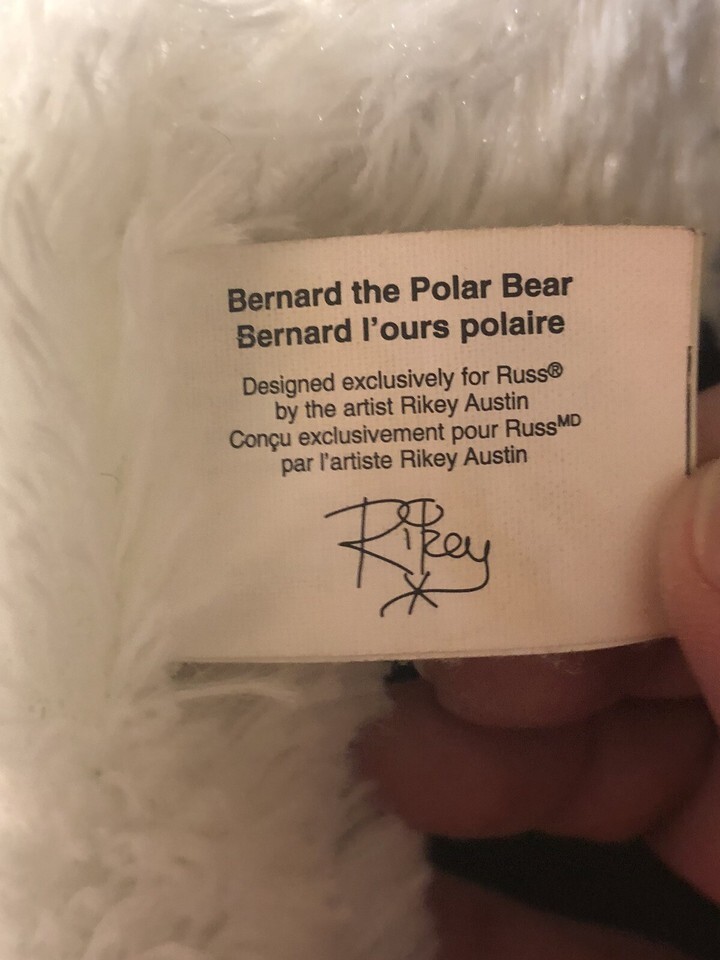 Bernard the Polar Bear
Bernard l'ours polaire
Designed exclusively for Russ®
by the artist Rikey Austin
Conçu exclusivement pour Russᴹᴰ
par l'artiste Rikey Austin
Rikey